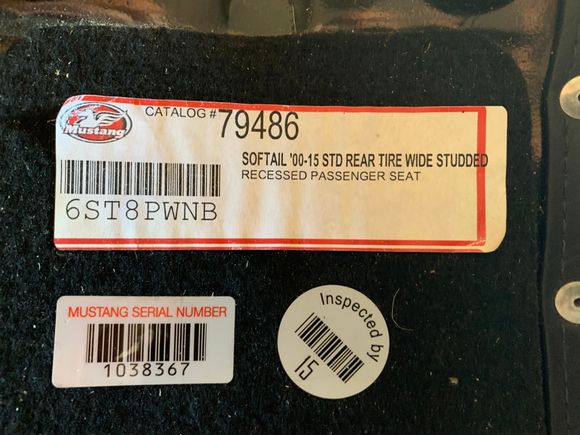 Mustang
CATALOG # 79486
SOFTAIL '00-15 STD REAR TIRE WIDE STUDDED
RECESSED PASSENGER SEAT
6ST8PWNB
MUSTANG SERIAL NUMBER
1038367
Inspected by
15